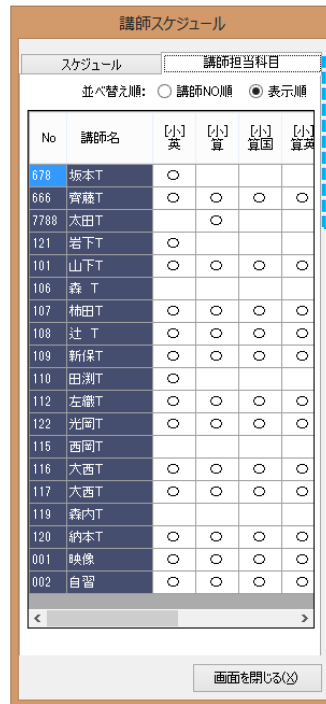 講師スケジュール
スケジュール 講師担当科目
並べ替え順: 講師NO順 表示順
No 講師名 [小]英 [小]算 [小]算国 [小]算英
678 坂本T ○
666 齊藤T ○ ○ ○ ○
7788 太田T ○
121 岩下T ○
101 山下T ○ ○ ○ ○
106 森 T
107 柿田T ○ ○ ○ ○
108 辻 T ○ ○ ○ ○
109 新保T ○ ○ ○ ○
110 田渕T ○
112 左織T ○ ○ ○ ○
122 光岡T ○ ○ ○ ○
115 西岡T
116 大西T ○ ○ ○ ○
117 大西T ○ ○ ○ ○
119 森内T
120 納本T ○ ○ ○ ○
001 映像 ○ ○ ○ ○
002 自習 ○ ○ ○ ○
画面を閉じる(X)